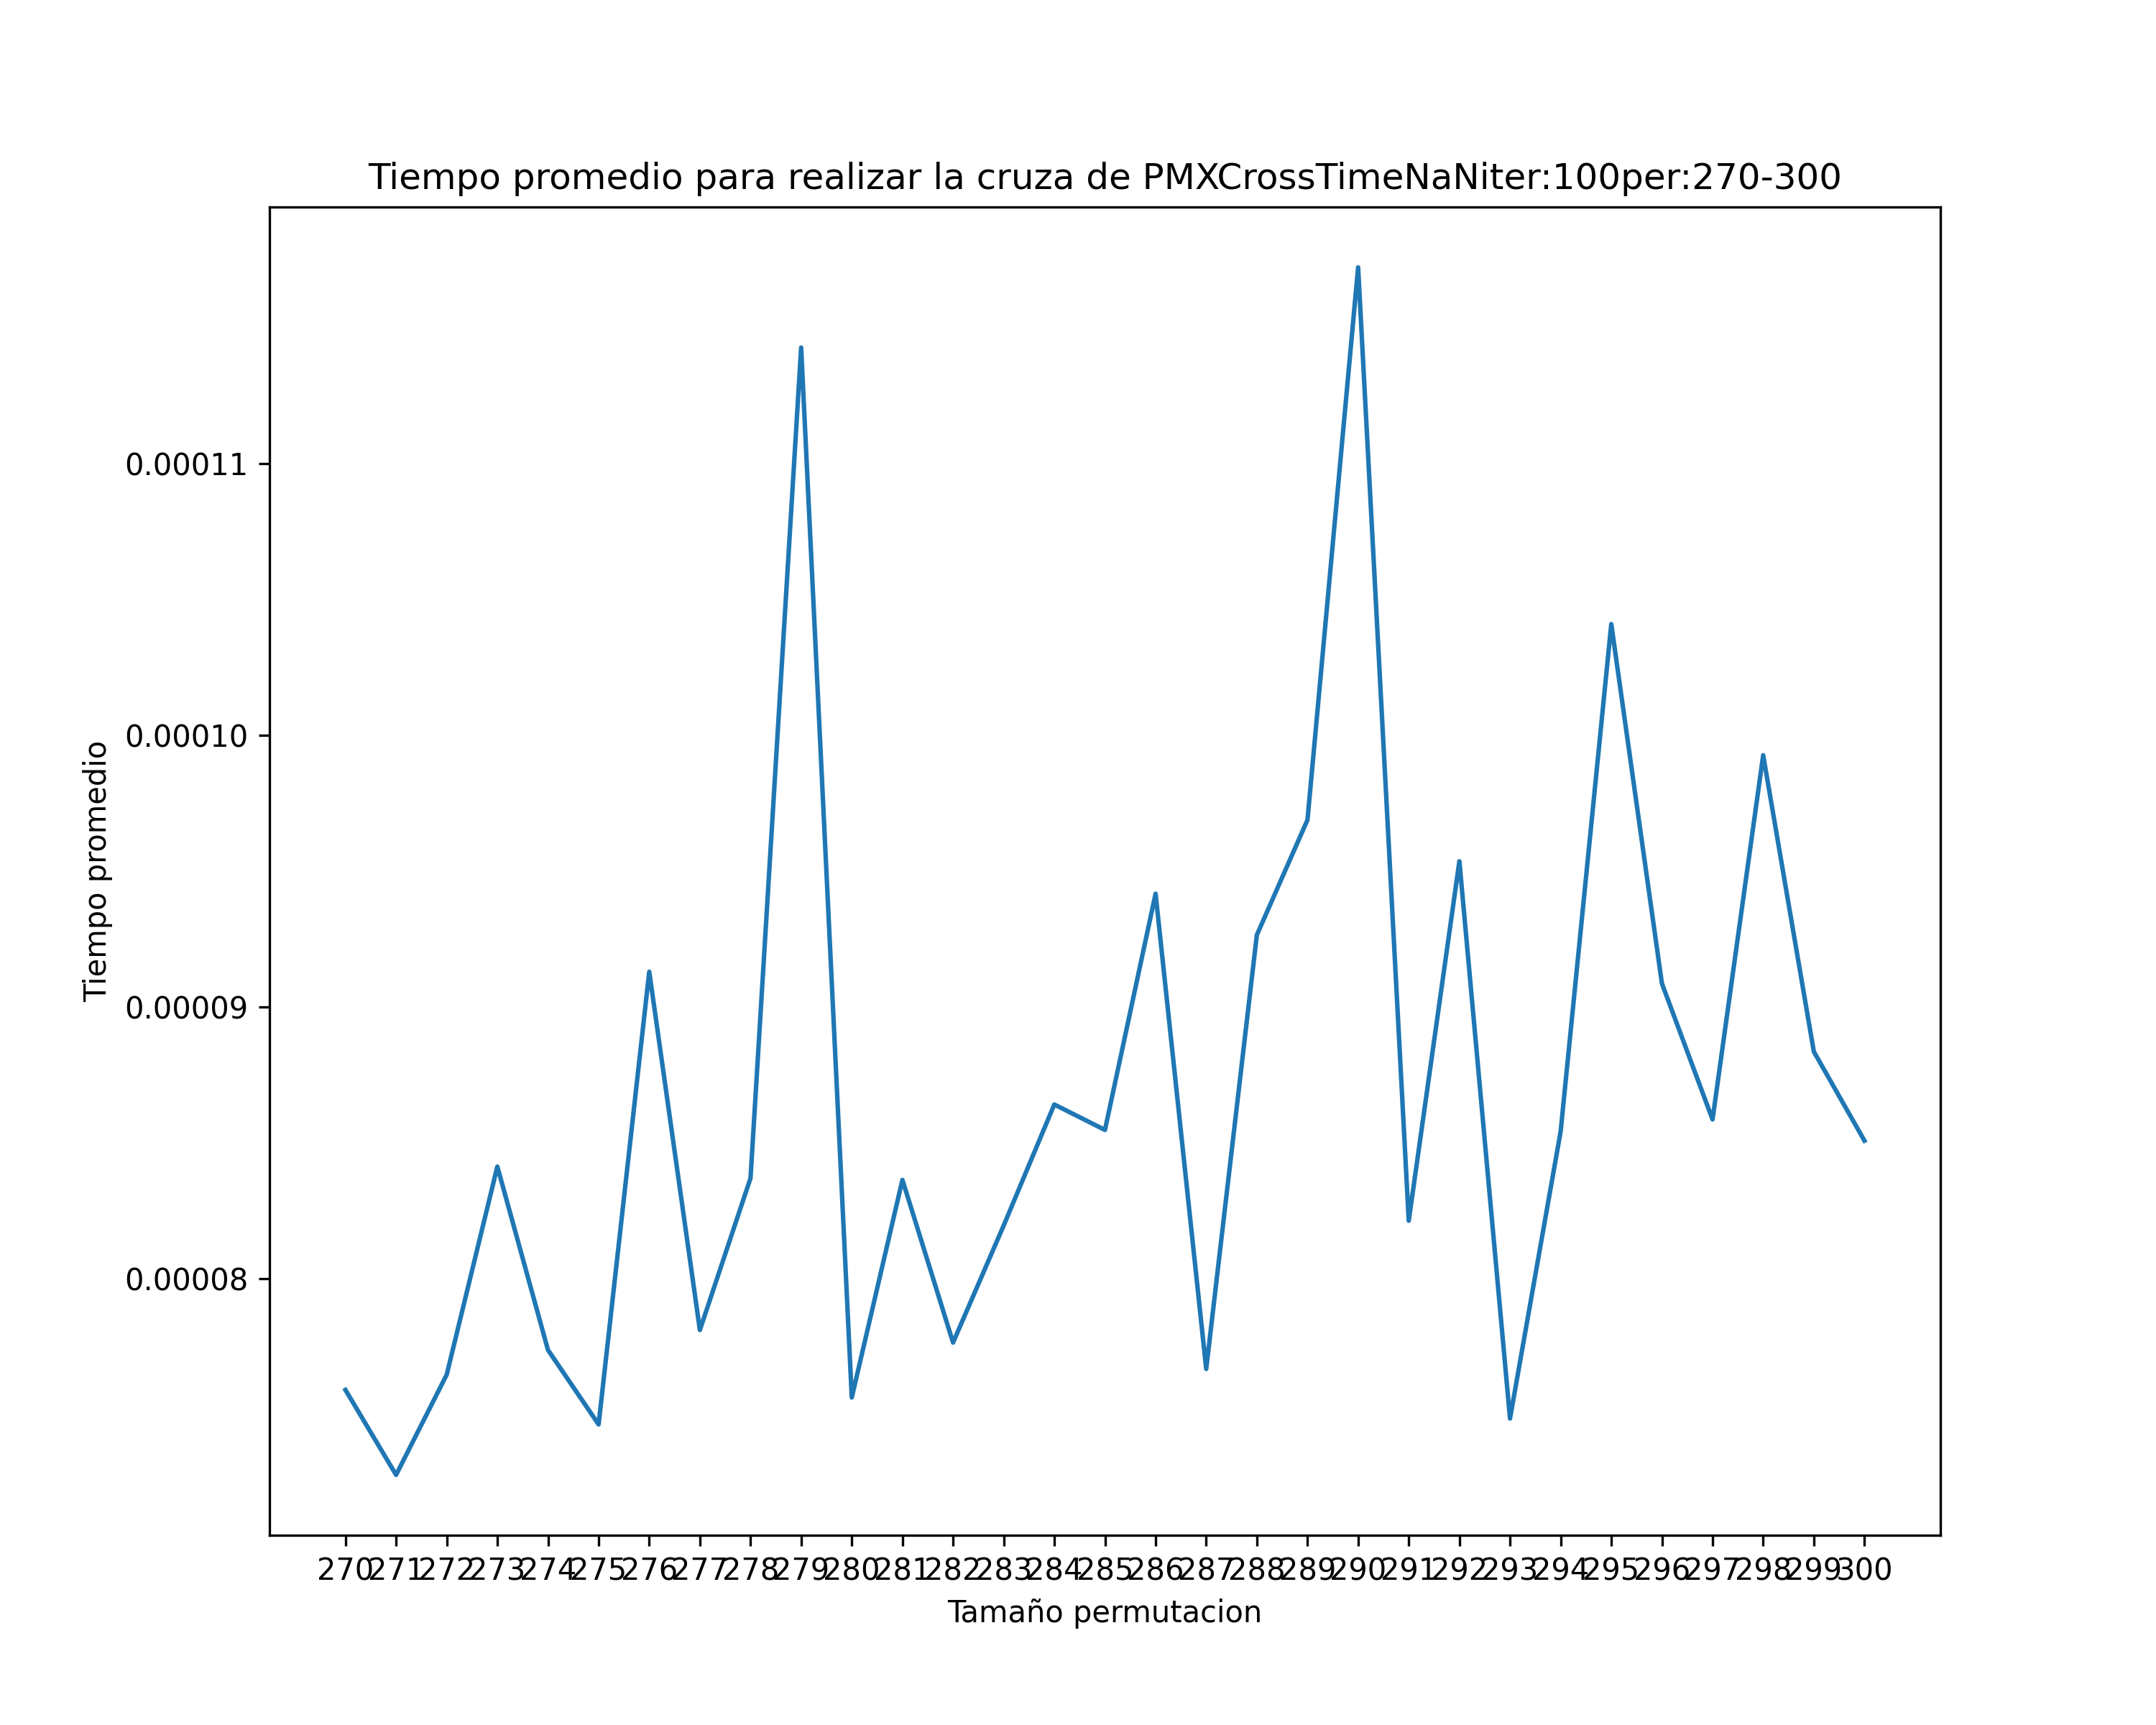 Tiempo promedio para realizar la cruza de PMXCrossTimeNaNiter:100per:270-300
Tiempo promedio
0.00011
0.00010
0.00009
0.00008
270 271 272 273 274 275 276 277 278 279 280 281 282 283 284 285 286 287 288 289 290 291 292 293 294 295 296 297 298 299 300
Tamaño permutacion